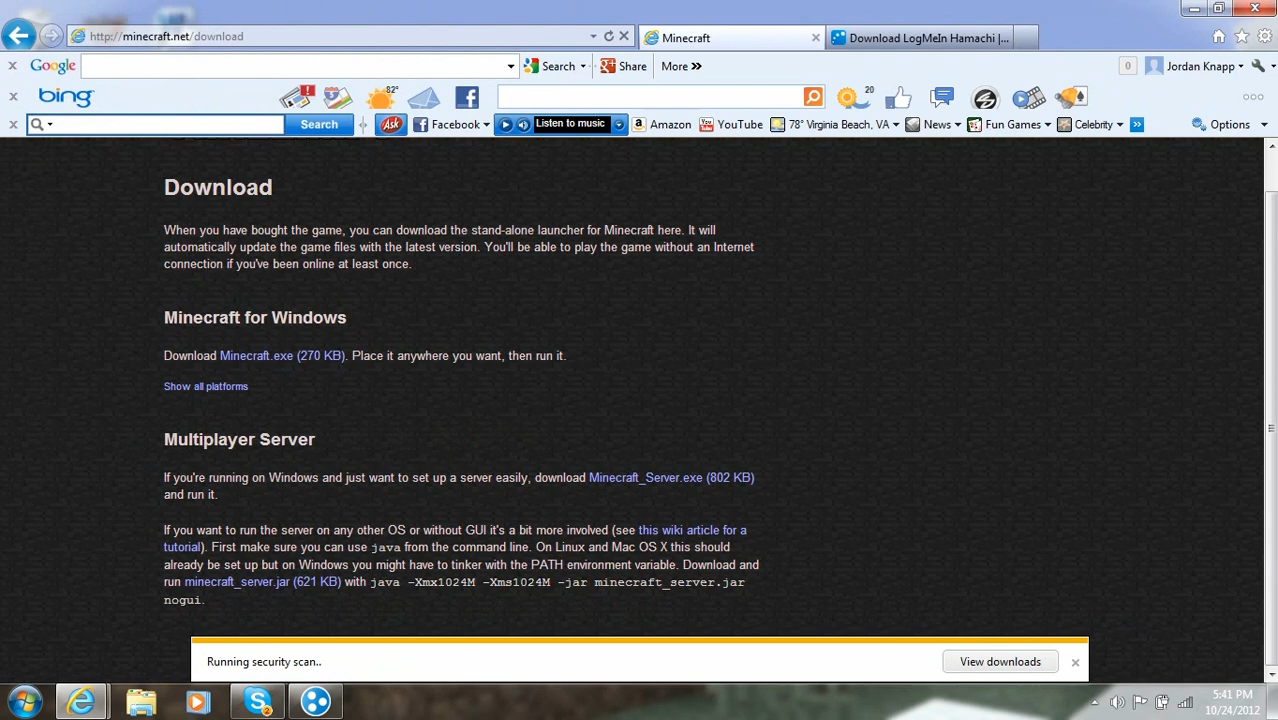 http://minecraft.net/download
Minecraft
Download LogMeIn Hamachi |...
Google
Search
Share
More »
0
Jordan Knapp
bing
82°
20
Search
Ask
Facebook
Listen to music
Amazon
YouTube
78° Virginia Beach, VA
News
Fun Games
Celebrity
»
Options
Download
When you have bought the game, you can download the stand-alone launcher for Minecraft here. It will
automatically update the game files with the latest version. You'll be able to play the game without an Internet
connection if you've been online at least once.
Minecraft for Windows
Download Minecraft.exe (270 KB). Place it anywhere you want, then run it.
Show all platforms
Multiplayer Server
If you're running on Windows and just want to set up a server easily, download Minecraft_Server.exe (802 KB)
and run it.
If you want to run the server on any other OS or without GUI it's a bit more involved (see this wiki article for a
tutorial). First make sure you can use java from the command line. On Linux and Mac OS X this should
already be set up but on Windows you might have to tinker with the PATH environment variable. Download and
run minecraft_server.jar (621 KB) with java -Xmx1024M -Xms1024M -jar minecraft_server.jar
nogui.
Running security scan..
View downloads
5:41 PM
10/24/2012